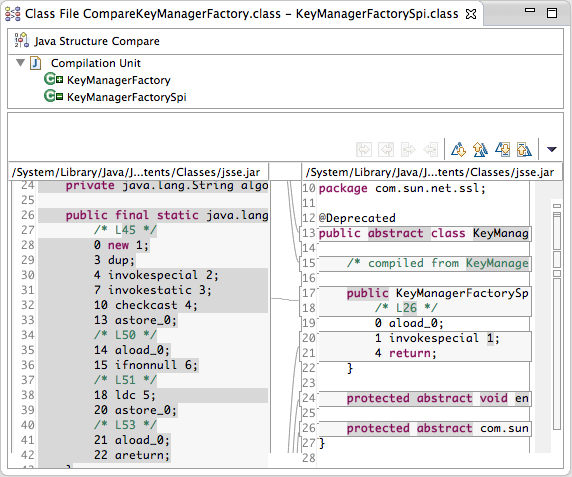 Class File CompareKeyManagerFactory.class – KeyManagerFactorySpi.class
Java Structure Compare
Compilation Unit
KeyManagerFactory
KeyManagerFactorySpi
/System/Library/Java/J...tents/Classes/jsse.jar
24 private java.lang.String algo
25
26 public final static java.lang
27 /* L45 */
28 0 new 1;
29 3 dup;
30 4 invokespecial 2;
31 7 invokestatic 3;
32 10 checkcast 4;
33 13 astore_0;
34 /* L50 */
35 14 aload_0;
36 15 ifnonnull 6;
37 /* L51 */
38 18 ldc 5;
39 20 astore_0;
40 /* L53 */
41 21 aload_0;
42 22 areturn;
/System/Library/Java/J...tents/Classes/jsse.jar
10 package com.sun.net.ssl;
11
12 @Deprecated
13 public abstract class KeyManag
14
15 /* compiled from KeyManage
16
17 public KeyManagerFactorySp
18 /* L26 */
19 0 aload_0;
20 1 invokespecial 1;
21 4 return;
22 }
23
24 protected abstract void en
25
26 protected abstract com.sun
27 }
28